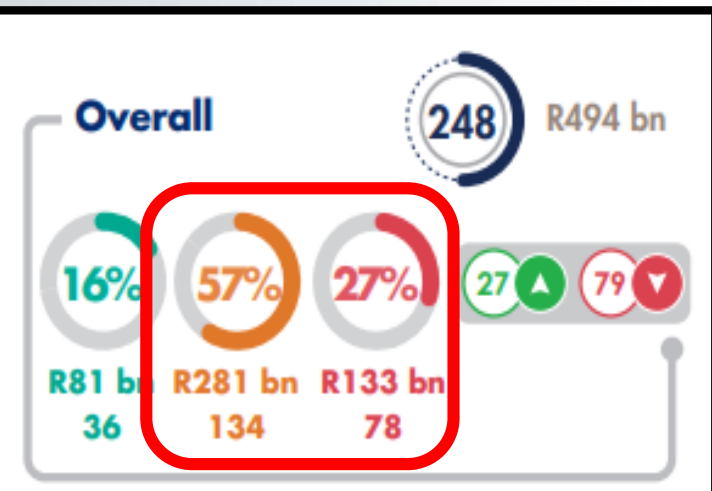 Overall
248 R494 bn
16% 57% 27% 27 79
R81 bn R281 bn R133 bn
36 134 78